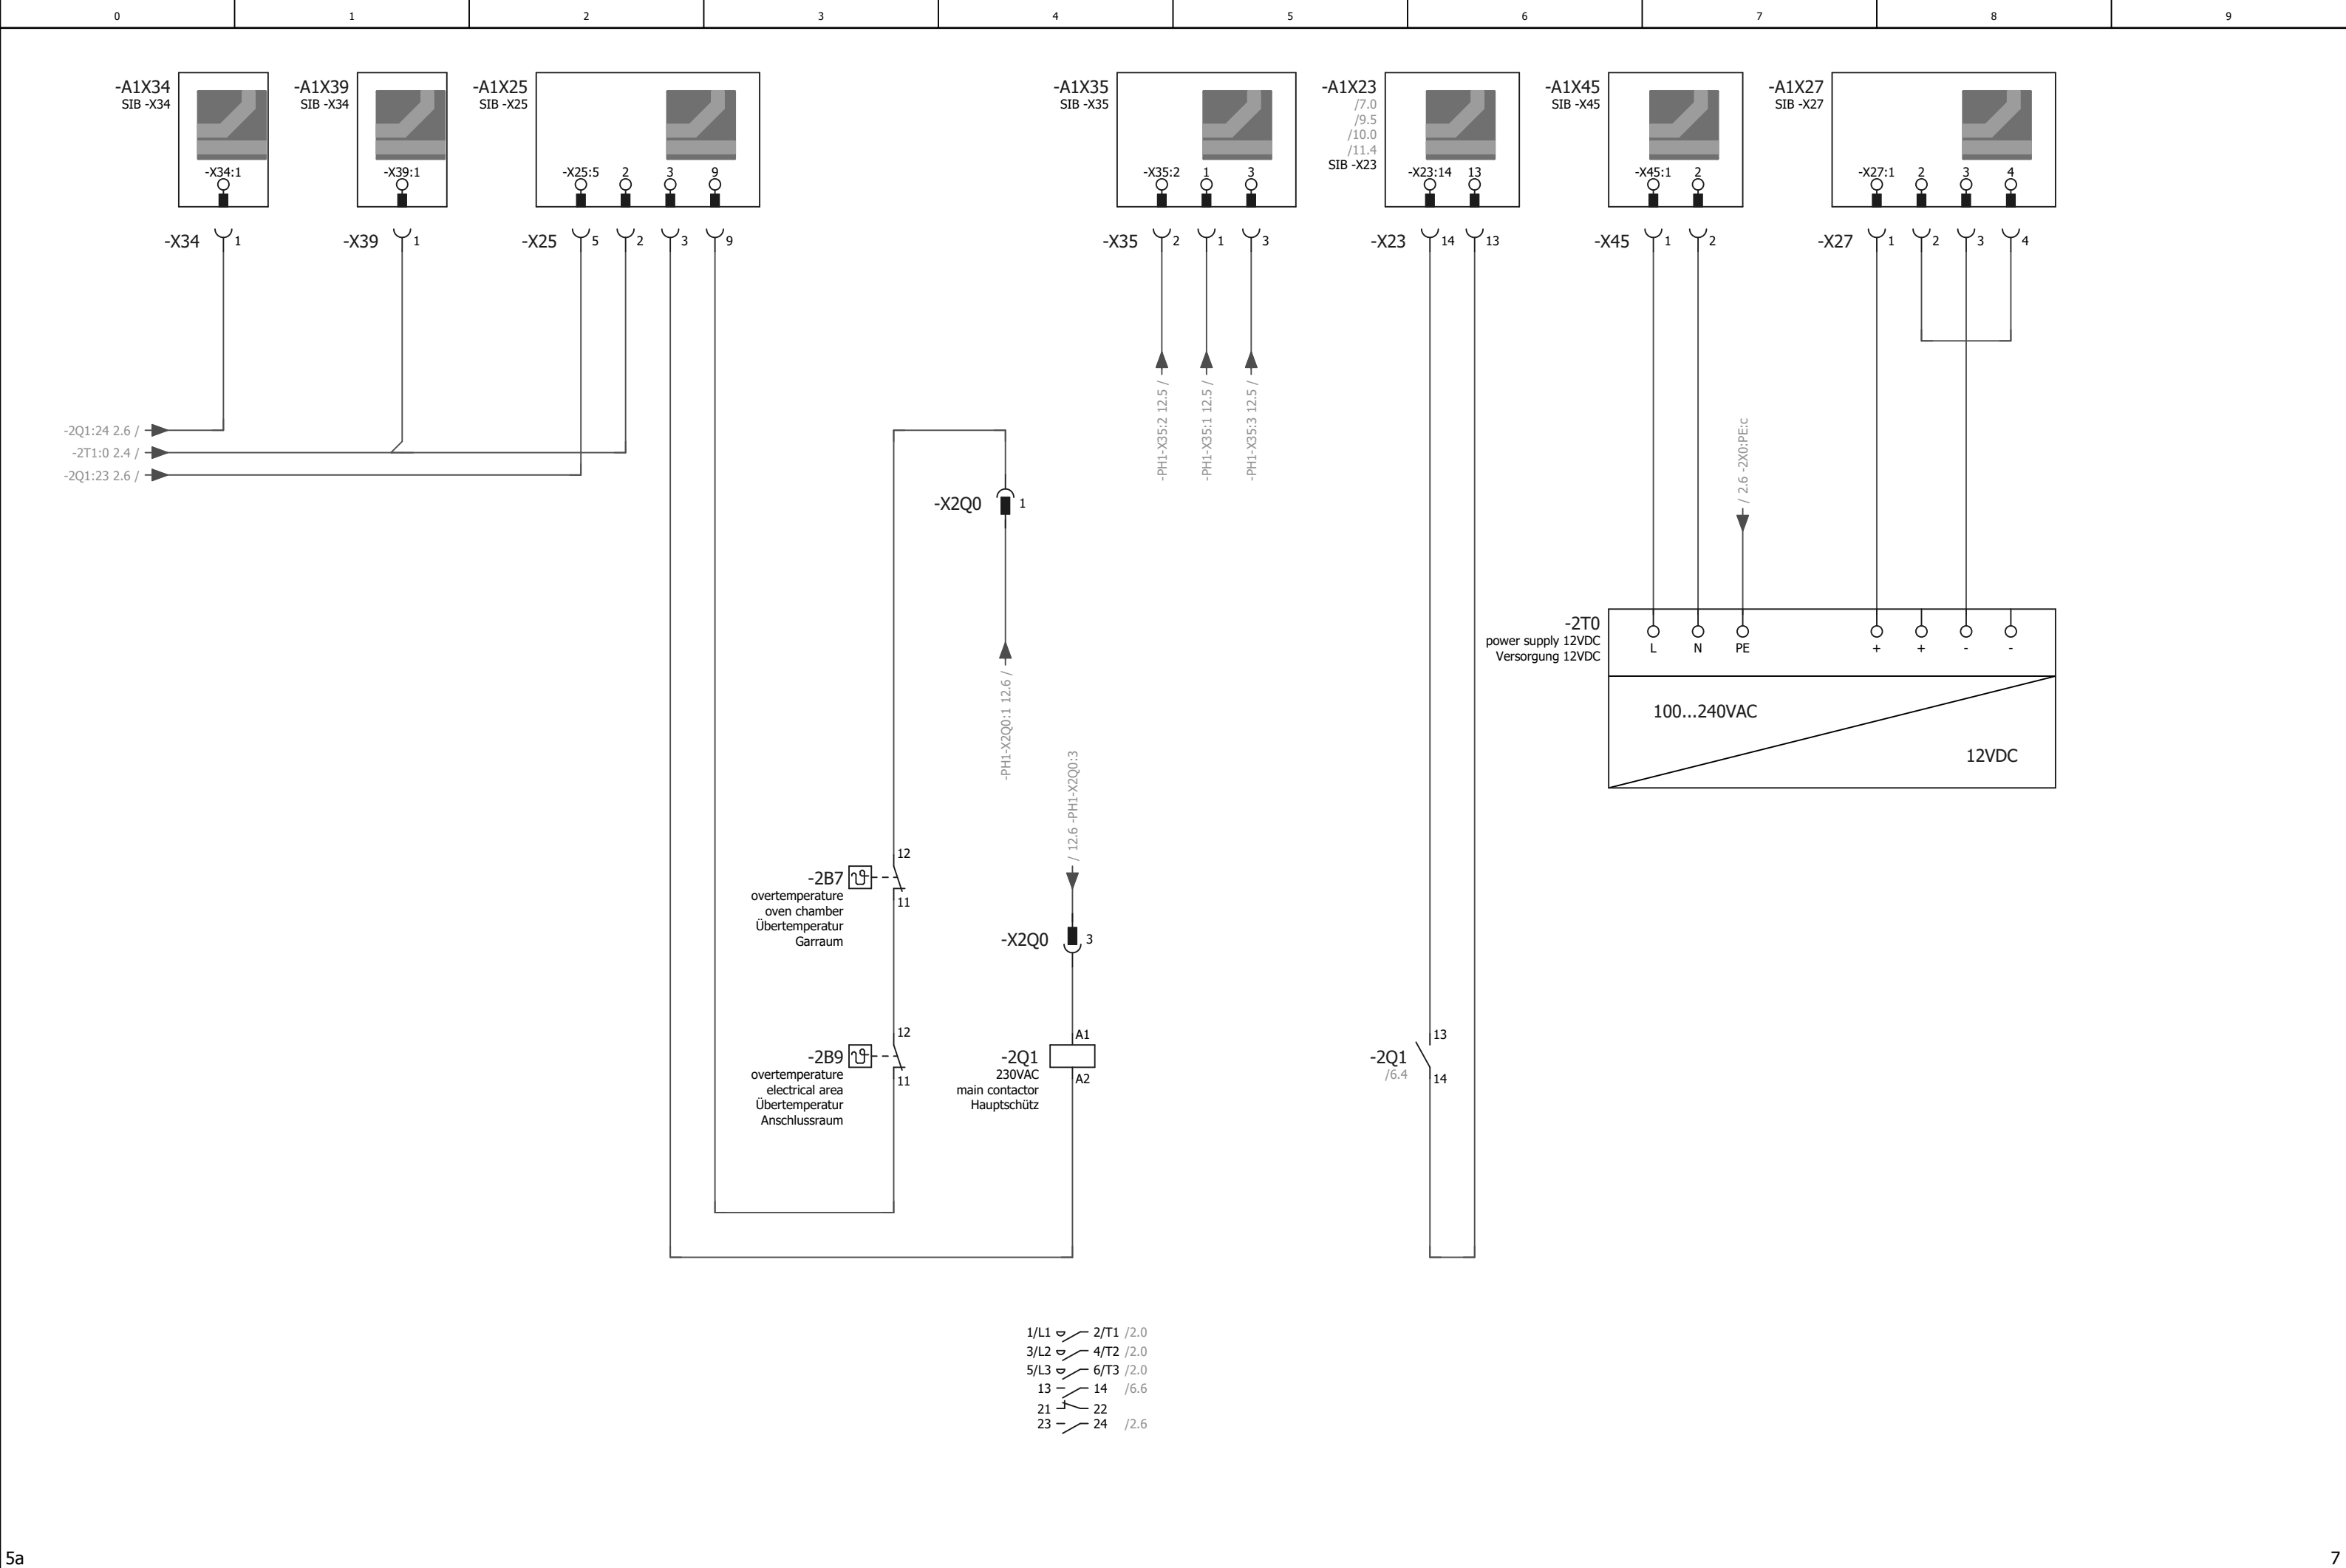 0 1 2 3 4 5 6 7 8 9
-A1X34
SIB -X34
-X34:1
-X34 1
-A1X39
SIB -X34
-X39:1
-X39 1
-A1X25
SIB -X25
-X25:5 2 3 9
-X25 5 2 3 9
-A1X35
SIB -X35
-X35:2 1 3
-X35 2 1 3
-A1X23
/7.0
/9.5
/10.0
/11.4
SIB -X23
-X23:14 13
-X23 14 13
-A1X45
SIB -X45
-X45:1 2
-X45 1 2
-A1X27
SIB -X27
-X27:1 2 3 4
-X27 1 2 3 4
-2Q1:24 2.6 /
-2T1:0 2.4 /
-2Q1:23 2.6 /
-PH1-X35:2 12.5 /
-PH1-X35:1 12.5 /
-PH1-X35:3 12.5 /
/ 2.6 -2X0:PE:c
-X2Q0 1
-PH1-X2Q0:1 12.6 /
/ 12.6 -PH1-X2Q0:3
-2T0
power supply 12VDC
Versorgung 12VDC
L N PE + + - -
100...240VAC
12VDC
12
-2B7
11
overtemperature
oven chamber
Übertemperatur
Garraum
-X2Q0 3
12
-2B9
11
overtemperature
electrical area
Übertemperatur
Anschlussraum
A1
-2Q1
A2
230VAC
main contactor
Hauptschütz
13
-2Q1
/6.4
14
1/L1 2/T1 /2.0
3/L2 4/T2 /2.0
5/L3 6/T3 /2.0
13 14 /6.6
21 22
23 24 /2.6
5a
7